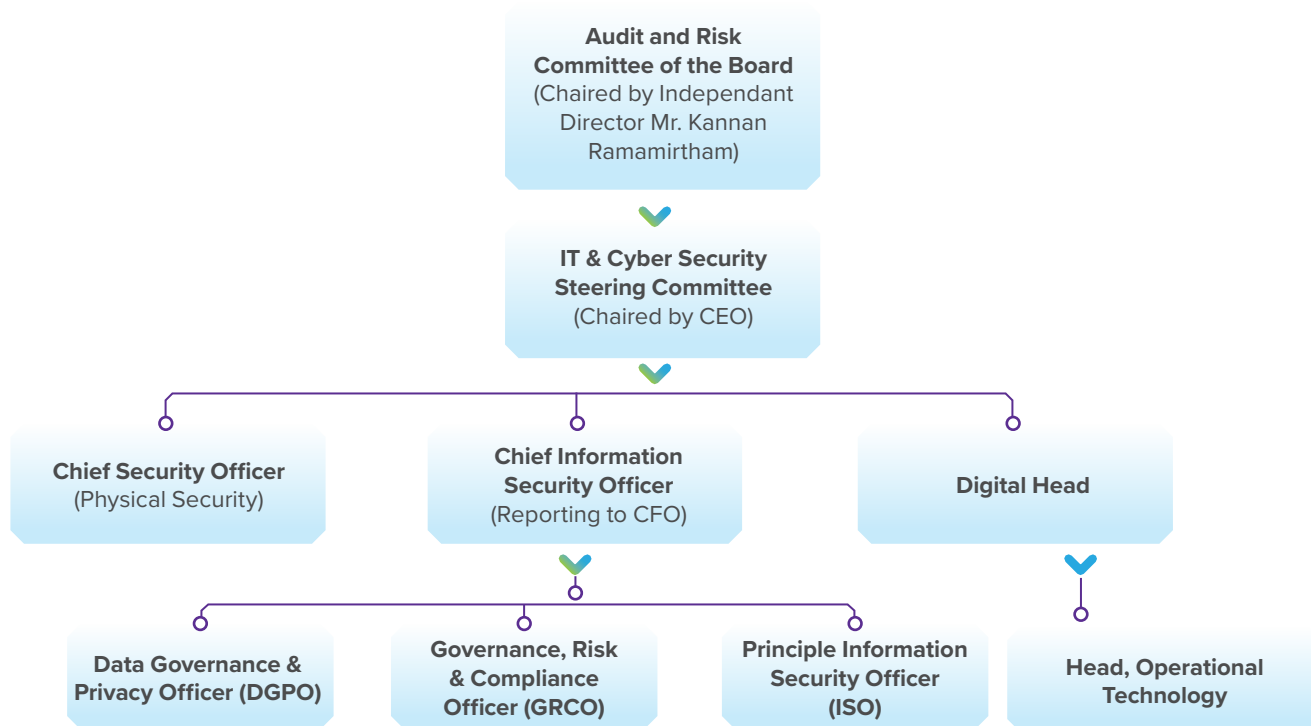 Audit and Risk
Committee of the Board
(Chaired by Independant
Director Mr. Kannan
Ramamirtham)
IT & Cyber Security
Steering Committee
(Chaired by CEO)
Chief Security Officer
(Physical Security)
Chief Information
Security Officer
(Reporting to CFO)
Digital Head
Data Governance &
Privacy Officer (DGPO)
Governance, Risk
& Compliance
Officer (GRCO)
Principle Information
Security Officer
(ISO)
Head, Operational
Technology